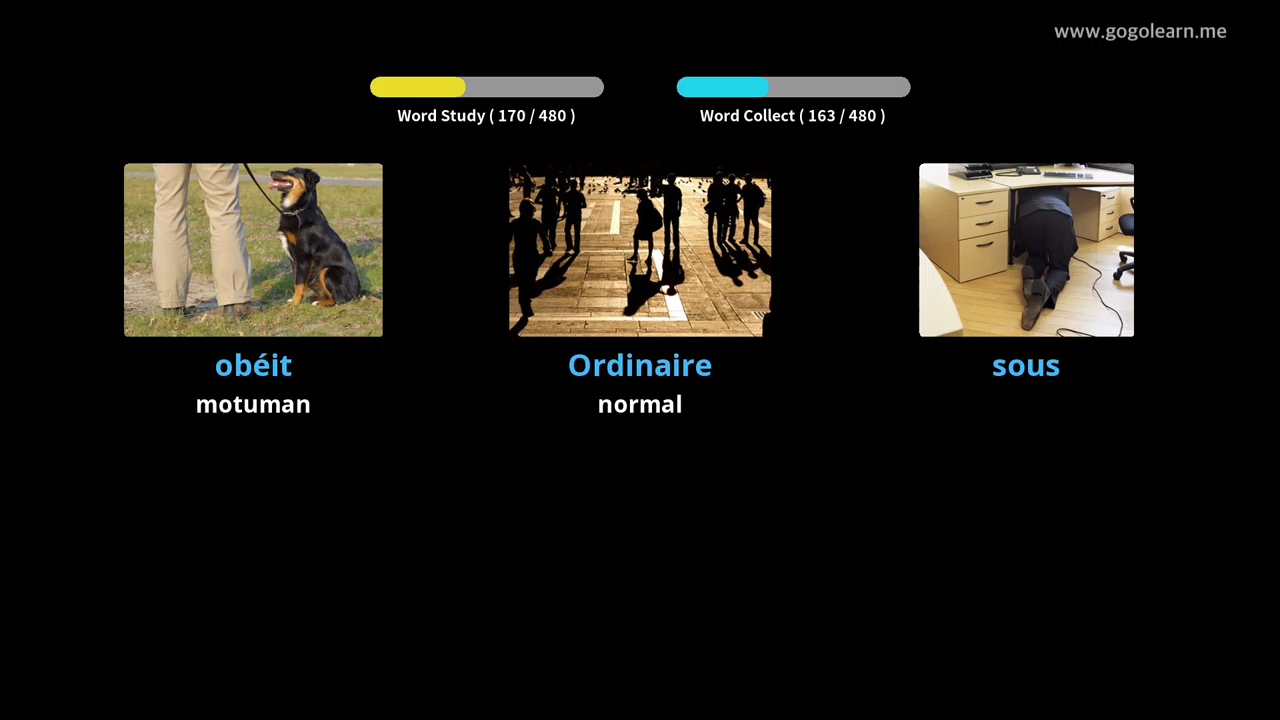 www.gogolearn.me
Word Study ( 170 / 480 )
Word Collect ( 163 / 480 )
obéit
motuman
Ordinaire
normal
sous